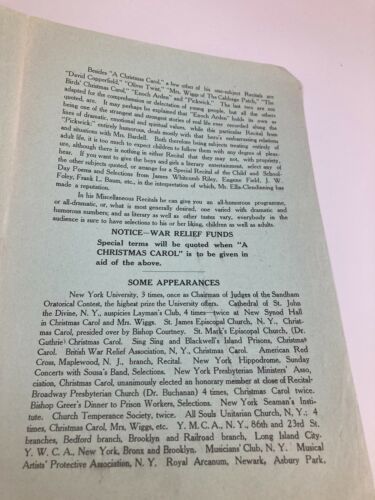 Besides "A Christmas Carol," a few other of his one-subject Recitals are
"David Copperfield," "Oliver Twist," "Mrs. Wiggs of The Cabbage Patch," "The
Birds' Christmas Carol," "Enoch Arden" and "Pickwick." The last two are not
adapted for the comprehension or delectation of young people, but all the others
quoted, are. It may perhaps be explained that "Enoch Arden" holds its own as
being one of the strangest and strongest stories of real life ever recorded along the
lines of dramatic, emotional and spiritual values, while this particular Recital from
"Pickwick," entirely humorous, deals mostly with that hero's embarrassing relations
and situations with Mrs. Bardell. Both therefore being subjects treating entirely of
adult life, it is too much to expect children to follow them with any degree of pleas-
ure, although there is nothing in either Recital that they may not, with propriety,
hear. If you want to give the boys and girls a literary entertainment, select any of
the other subjects quoted, or arrange for a Special Recital of the Child and School-
Day Poems and Selections from James Whitcomb Riley, Eugene Field, J. W.
Foley, Frank L. Baum, etc., in the interpretation of which, Mr. Ellis-Clendinning has
made a reputation.
In his Miscellaneous Recitals he can give you an all-humorous programme,
or all-dramatic, or, what is most generally desired, one varied with dramatic and
humorous numbers; and as literary as well as other tastes vary, everybody in the
audience is sure to have selections to his or her liking, children as well as adults.
NOTICE—WAR RELIEF FUNDS
Special terms will be quoted when "A
CHRISTMAS CAROL" is to be given in
aid of the above.
SOME APPEARANCES
New York University, 3 times, once as Chairman of Judges of the Sandham
Oratorical Contest, the highest prize the University offers. Cathedral of St. John
the Divine, N. Y., auspices Layman's Club, 4 times—twice at New Synod Hall
in Christmas Carol and Mrs. Wiggs. St. James Episcopal Church, N. Y., Christ-
mas Carol, presided over by Bishop Courtney. St. Mark's Episcopal Church, (Dr.
Guthrie) Christmas Carol. Sing Sing and Blackwell's Island Prisons, Christmas
Carol. British War Relief Association, N. Y., Christmas Carol. American Red
Cross, Maplewood, N. J., branch, Recital. New York Hippodrome, Sunday
Concerts with Sousa's Band, Selections. New York Presbyterian Ministers' Asso-
ciation, Christmas Carol, unanimously elected an honorary member at close of Recital.
Broadway Presbyterian Church (Dr. Buchanan) 4 times, Christmas Carol twice.
Bishop Greer's Dinner to Prison Workers, Selections. New York Seaman's Insti-
tute. Church Temperance Society, twice. All Souls Unitarian Church, N. Y.; 4
times, Christmas Carol, Mrs. Wiggs, etc. Y. M. C. A., N. Y., 86th and 23rd St.
branches, Bedford branch, Brooklyn and Railroad branch, Long Island City.
Y. W. C. A., New York, Bronx and Brooklyn. Musicians' Club, N. Y. Musical
Artists' Protective Association, N. Y. Royal Arcanum, Newark, Asbury Park,